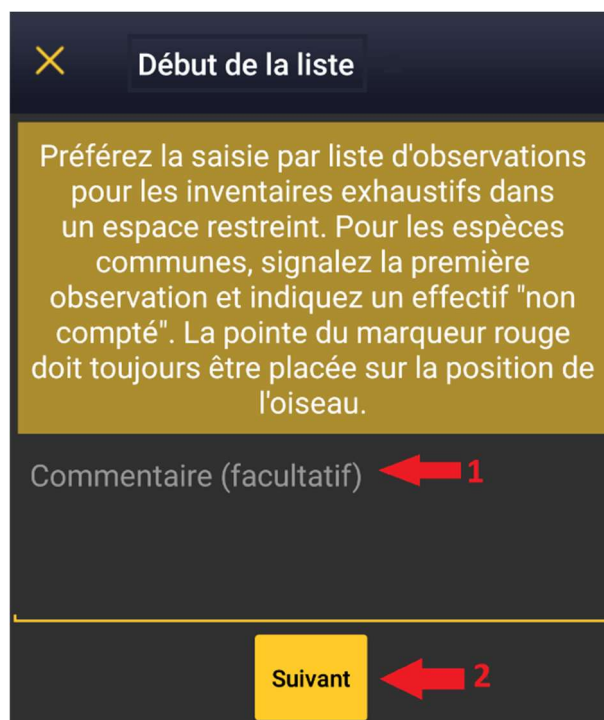 Début de la liste
Préférez la saisie par liste d'observations
pour les inventaires exhaustifs dans
un espace restreint. Pour les espèces
communes, signalez la première
observation et indiquez un effectif "non
compté". La pointe du marqueur rouge
doit toujours être placée sur la position de
l'oiseau.
Commentaire (facultatif) 1
Suivant 2